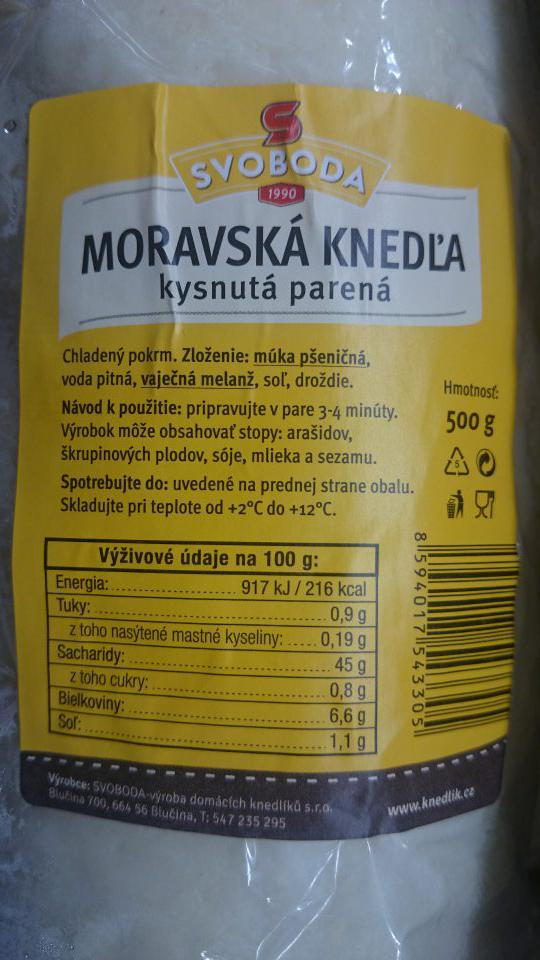 SVOBODA
1990
MORAVSKÁ KNEDĽA
kysnutá parená
Chladený pokrm. Zloženie: múka pšeničná,
voda pitná, vaječná melanž, soľ, droždie.
Návod k použitie: pripravujte v pare 3-4 minúty.
Výrobok môže obsahovať stopy: arašidov,
škrupinových plodov, sóje, mlieka a sezamu.
Spotrebujte do: uvedené na prednej strane obalu.
Skladujte pri teplote od +2°C do +12°C.
Hmotnosť:
500 g
5
Výživové údaje na 100 g:
Energia: 917 kJ / 216 kcal
Tuky: 0,9 g
z toho nasýtené mastné kyseliny: 0,19 g
Sacharidy: 45 g
z toho cukry: 0,8 g
Bielkoviny: 6,6 g
Soľ: 1,1 g
8 594017 543305
Výrobce: SVOBODA-výroba domácích knedlíků s.r.o.
Blučina 700, 664 56 Blučina, T: 547 235 295
www.knedlik.cz